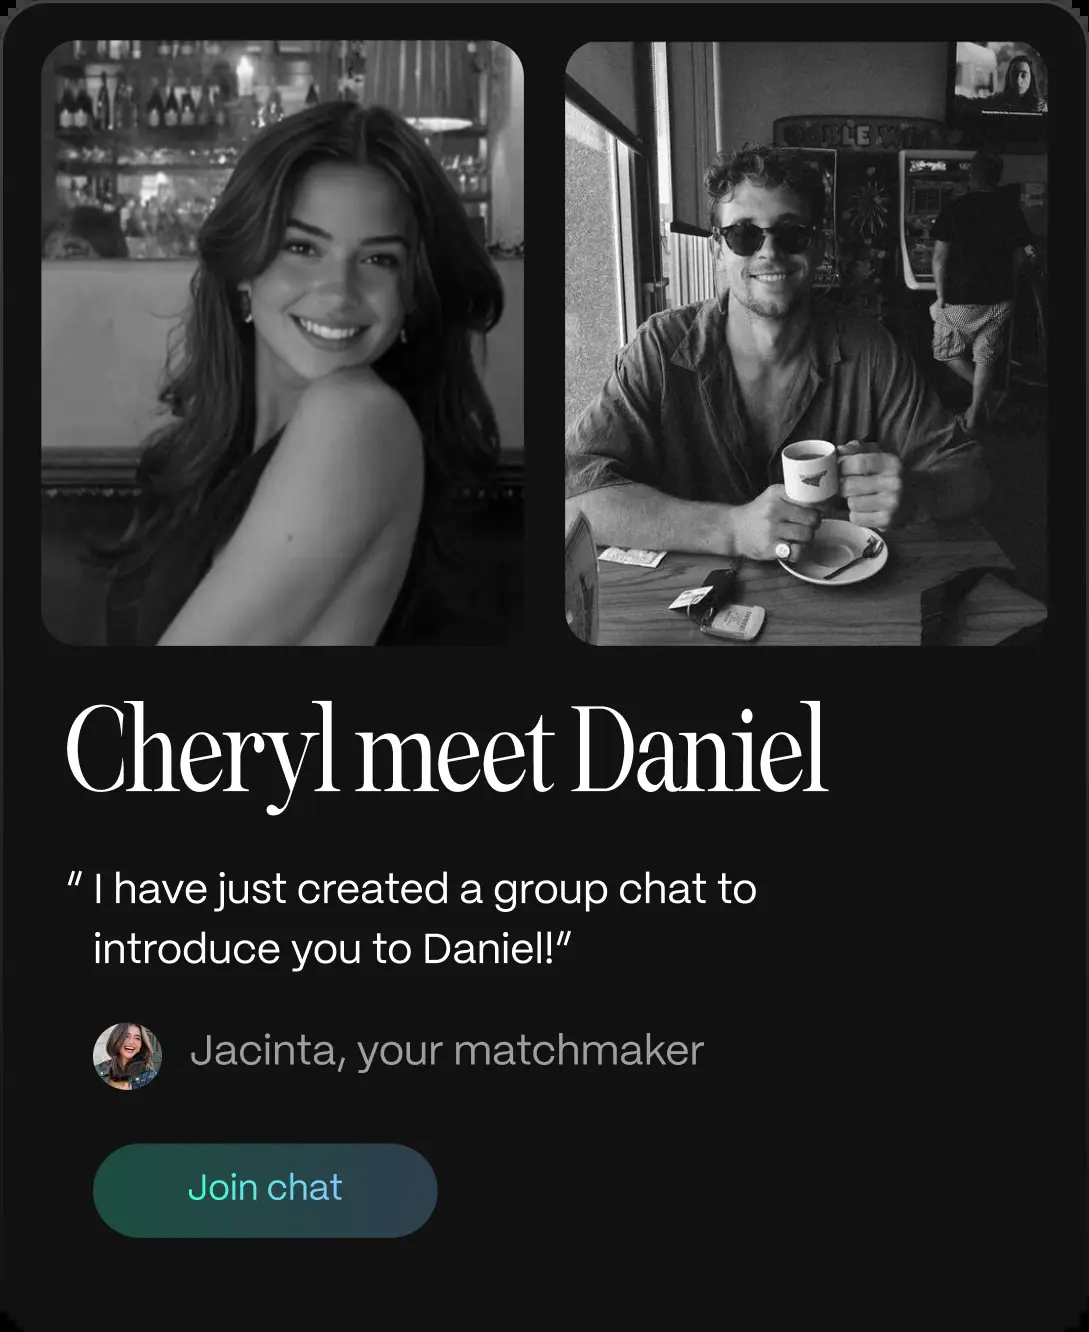 Cheryl meet Daniel
“ I have just created a group chat to
introduce you to Daniel!”
Jacinta, your matchmaker
Join chat